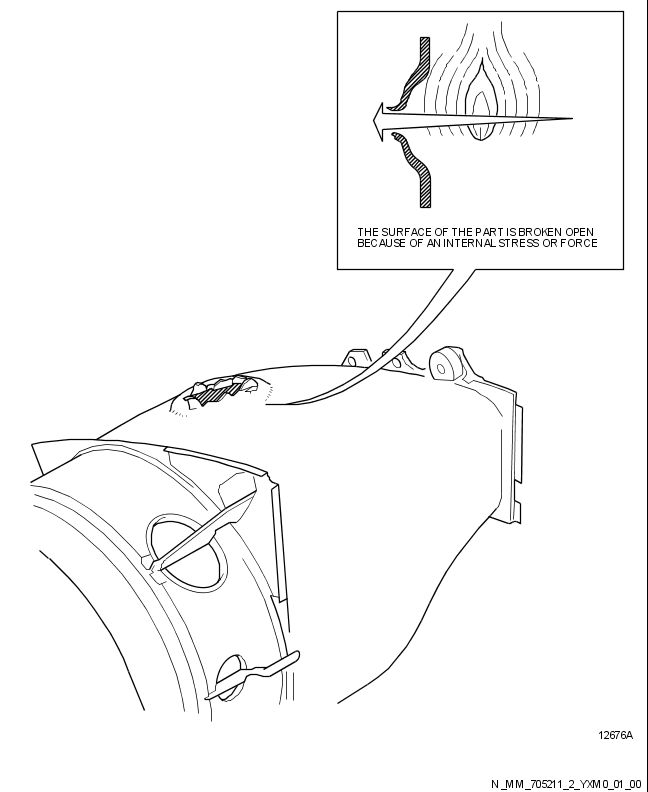 THE SURFACE OF THE PART IS BROKEN OPEN
BECAUSE OF AN INTERNAL STRESS OR FORCE
12676A
N_MM_705211_2_YXM0_01_00